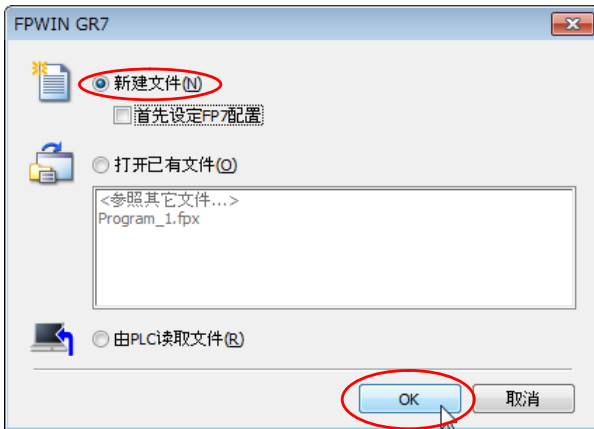 FPWIN GR7
新建文件(N)
首先设定FP7配置
打开已有文件(O)
<参照其它文件...>
Program_1.fpx
由PLC读取文件(R)
OK
取消